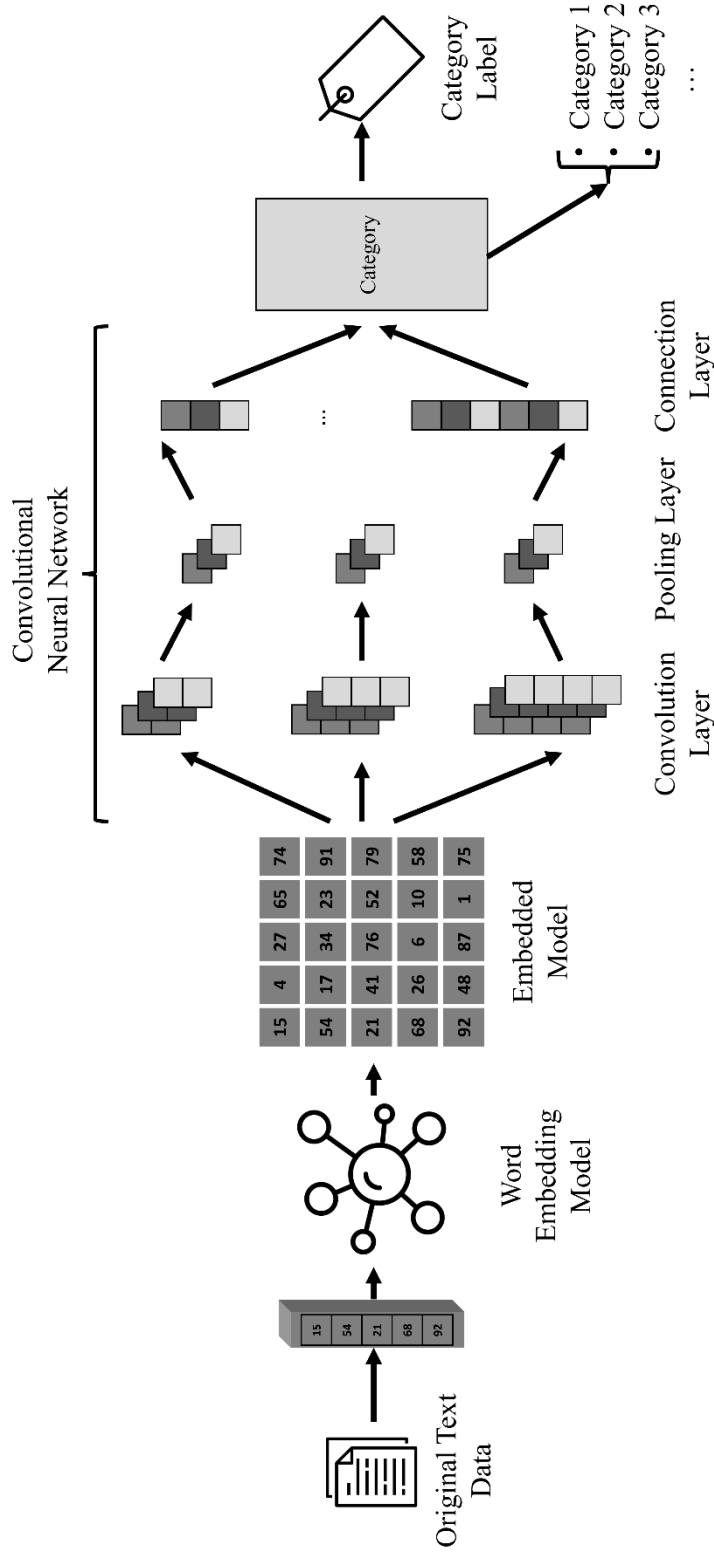 Convolutional
Neural Network
15
54
21
68
92
15 4 27 65 74
54 17 34 23 91
21 41 76 52 79
68 26 6 10 58
92 48 87 1 75
...
Category
Original Text
Data
Word
Embedding
Model
Embedded
Model
Convolution
Layer
Pooling Layer
Connection
Layer
Category
Label
• Category 1
• Category 2
• Category 3
...